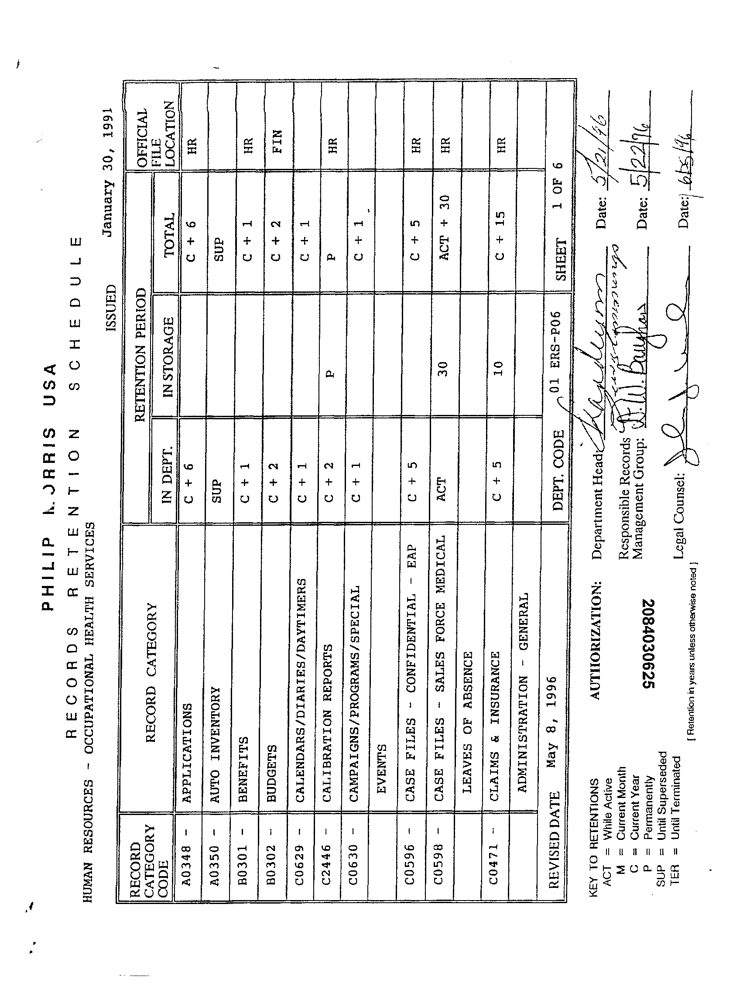 PHILIP MORRIS USA
RECORDS RETENTION SCHEDULE
HUMAN RESOURCES - OCCUPATIONAL HEALTH SERVICES
ISSUED January 30, 1991
RECORD CATEGORY CODE RECORD CATEGORY RETENTION PERIOD OFFICIAL FILE LOCATION
IN DEPT. IN STORAGE TOTAL
A0348 - APPLICATIONS C + 6 C + 6 HR
A0350 - AUTO INVENTORY SUP SUP
B0301 - BENEFITS C + 1 C + 1 HR
B0302 - BUDGETS C + 2 C + 2 FIN
C0629 - CALENDARS/DIARIES/DAYTIMERS C + 1 C + 1
C2446 - CALIBRATION REPORTS C + 2 P P HR
C0630 - CAMPAIGNS/PROGRAMS/SPECIAL C + 1 C + 1
EVENTS
C0596 - CASE FILES - CONFIDENTIAL - EAP C + 5 C + 5 HR
C0598 - CASE FILES - SALES FORCE MEDICAL ACT 30 ACT + 30 HR
LEAVES OF ABSENCE
C0471 - CLAIMS & INSURANCE C + 5 10 C + 15 HR
ADMINISTRATION - GENERAL
REVISED DATE May 8, 1996 DEPT. CODE 01 ERS-P06 SHEET 1 OF 6
KEY TO RETENTIONS
ACT = While Active
M = Current Month
C = Current Year
P = Permanently
SUP = Until Superseded
TER = Until Terminated
[ Retention in years unless otherwise noted ]
AUTHORIZATION:
2084030625
Department Head: Date: 5/21/96
Responsible Records
Management Group: Date: 5/22/96
Legal Counsel: Date: